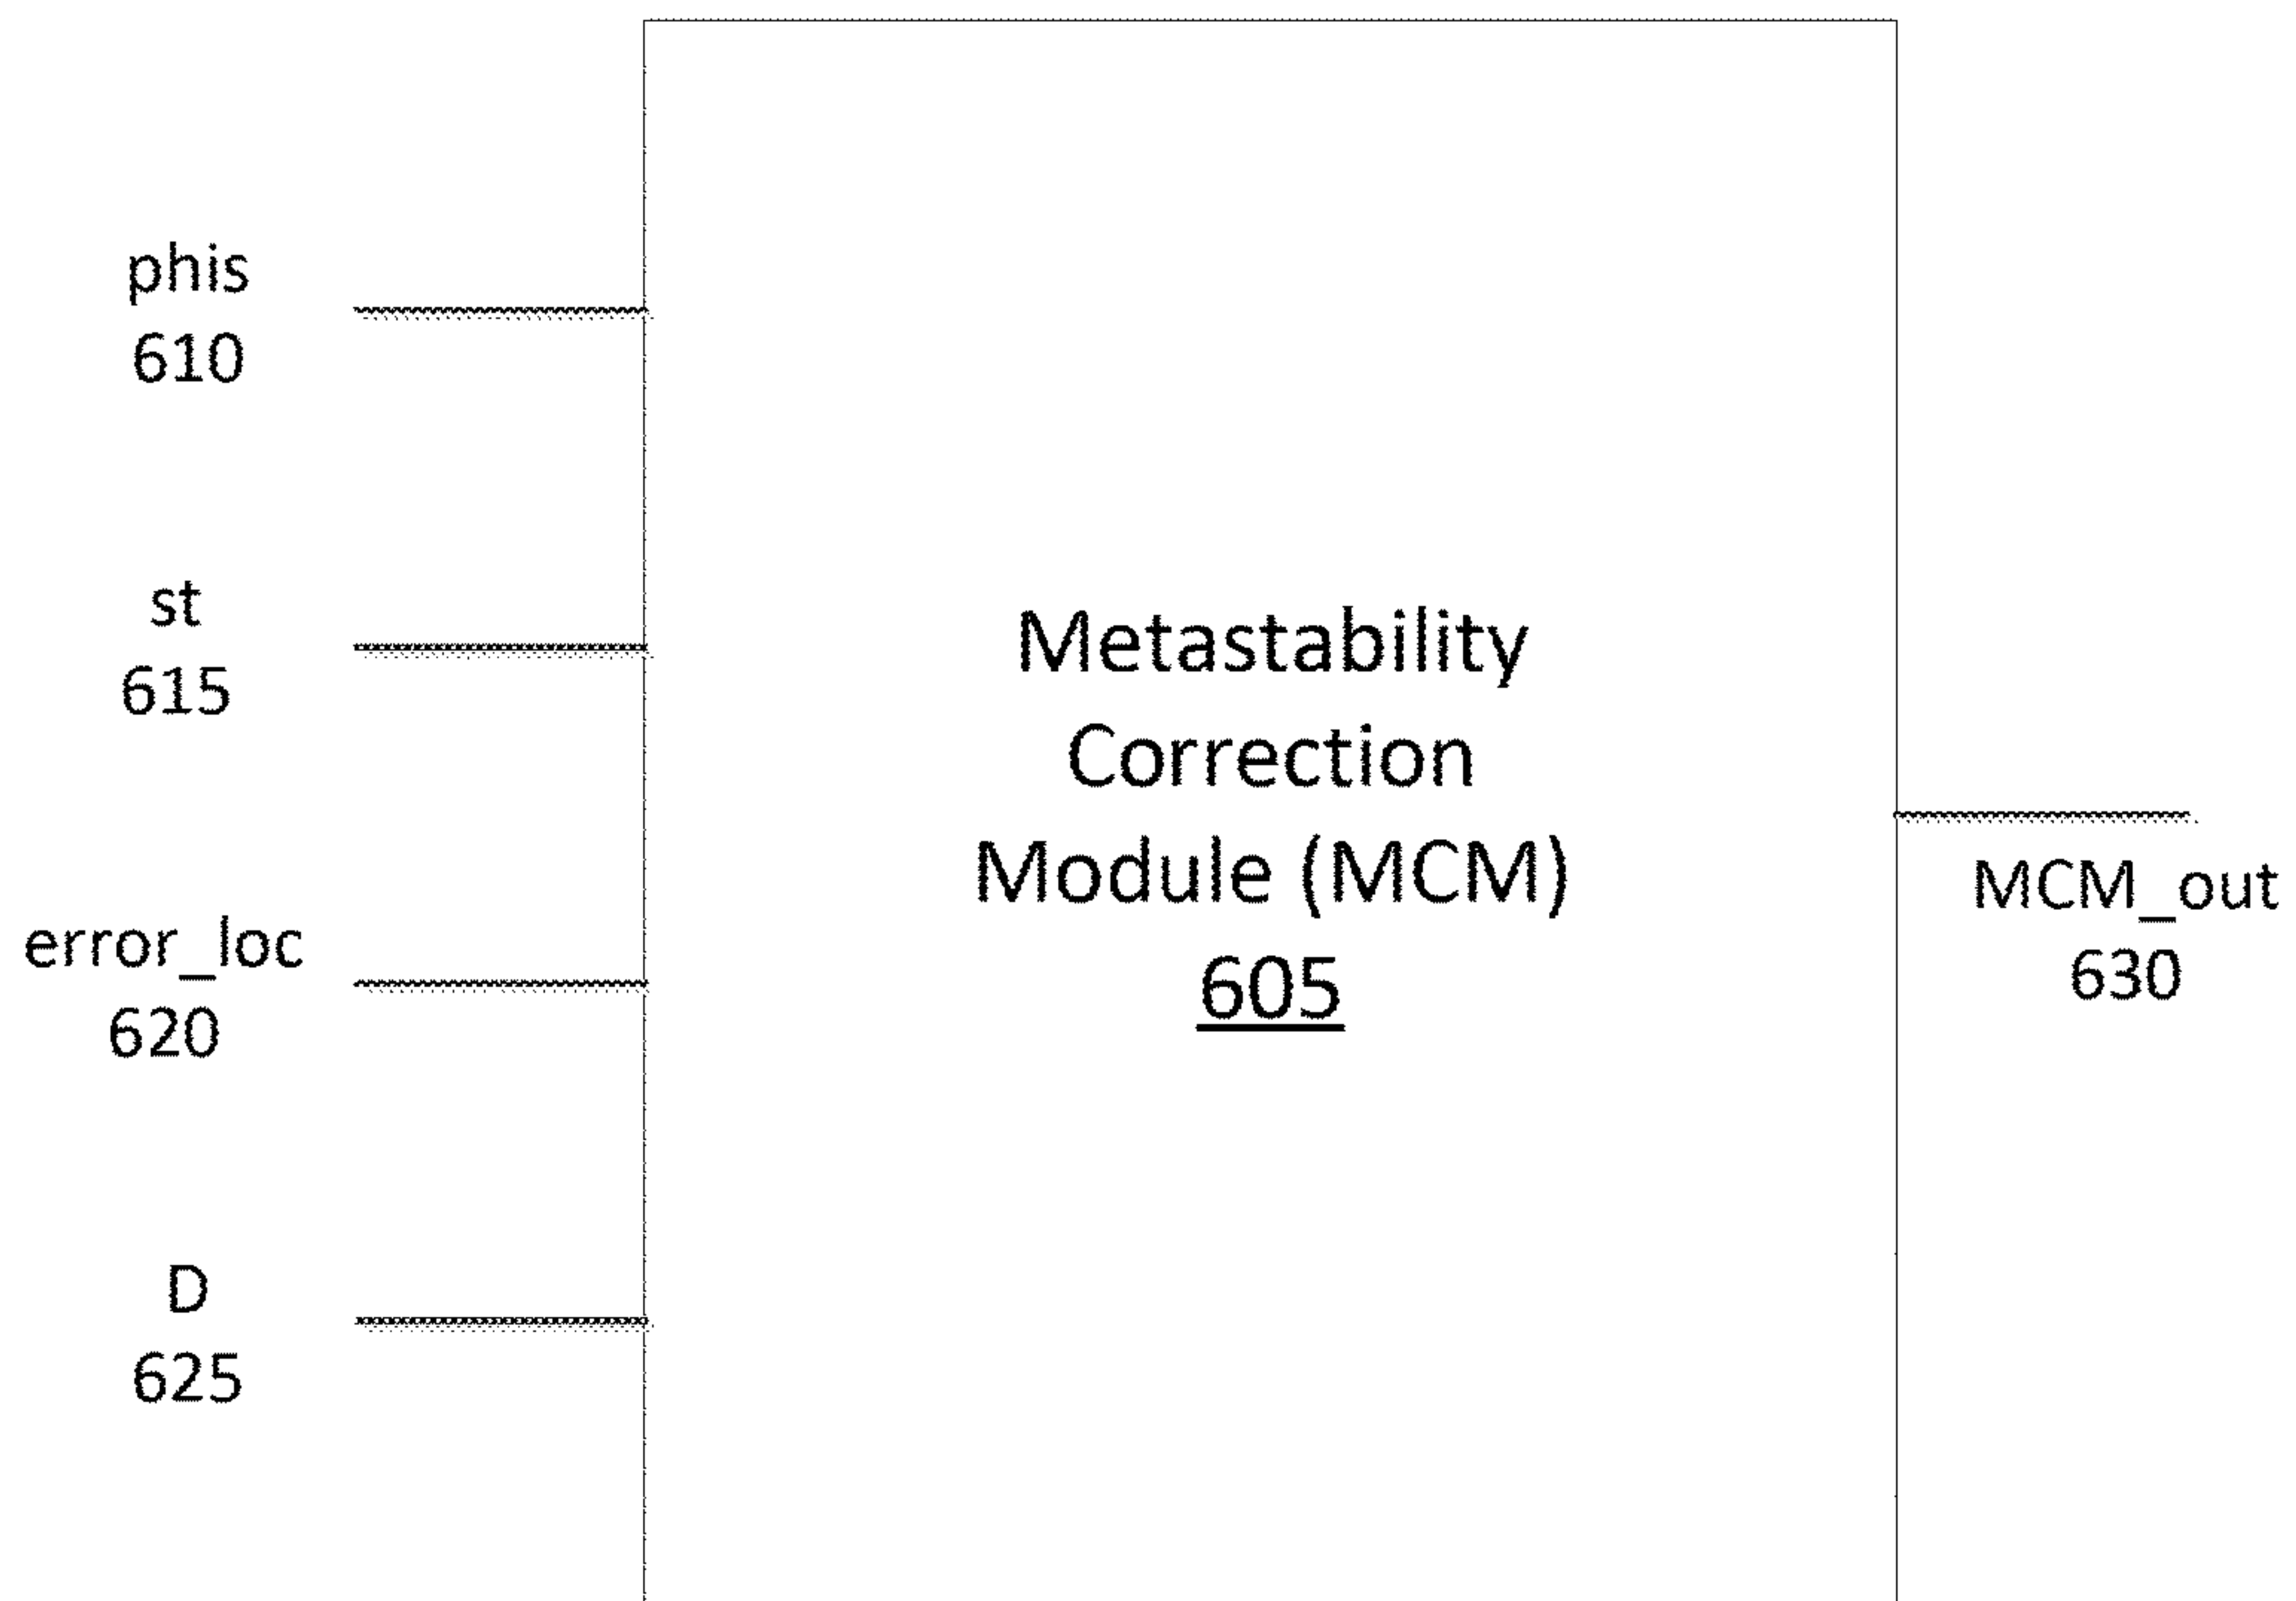 phis
610
st
615
error_loc
620
D
625
Metastability
Correction
Module (MCM)
605
MCM_out
630